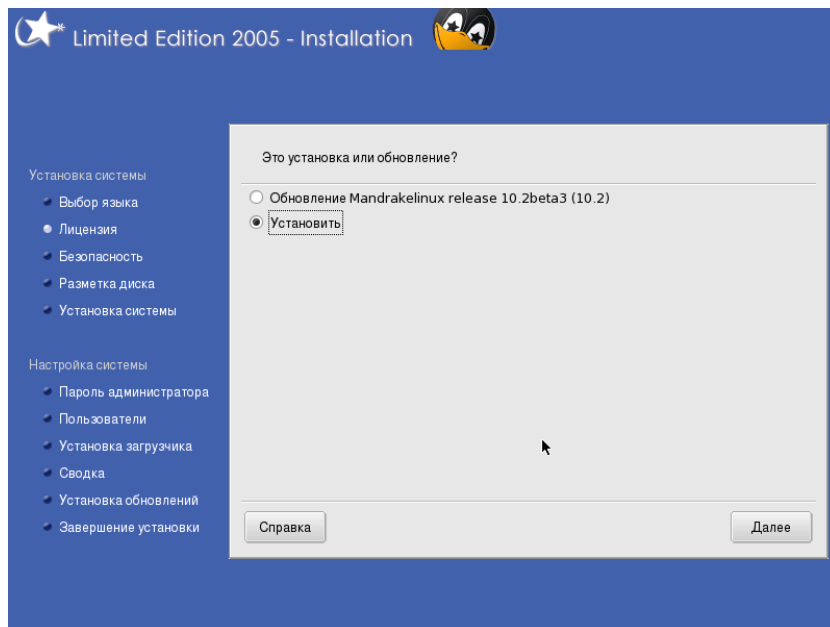 Limited Edition 2005 - Installation
Это установка или обновление?
Установка системы
Обновление Mandrakelinux release 10.2beta3 (10.2)
Выбор языка
Установить
Лицензия
Безопасность
Разметка диска
Установка системы
Настройка системы
Пароль администратора
Пользователи
Установка загрузчика
Сводка
Установка обновлений
Завершение установки
Справка
Далее